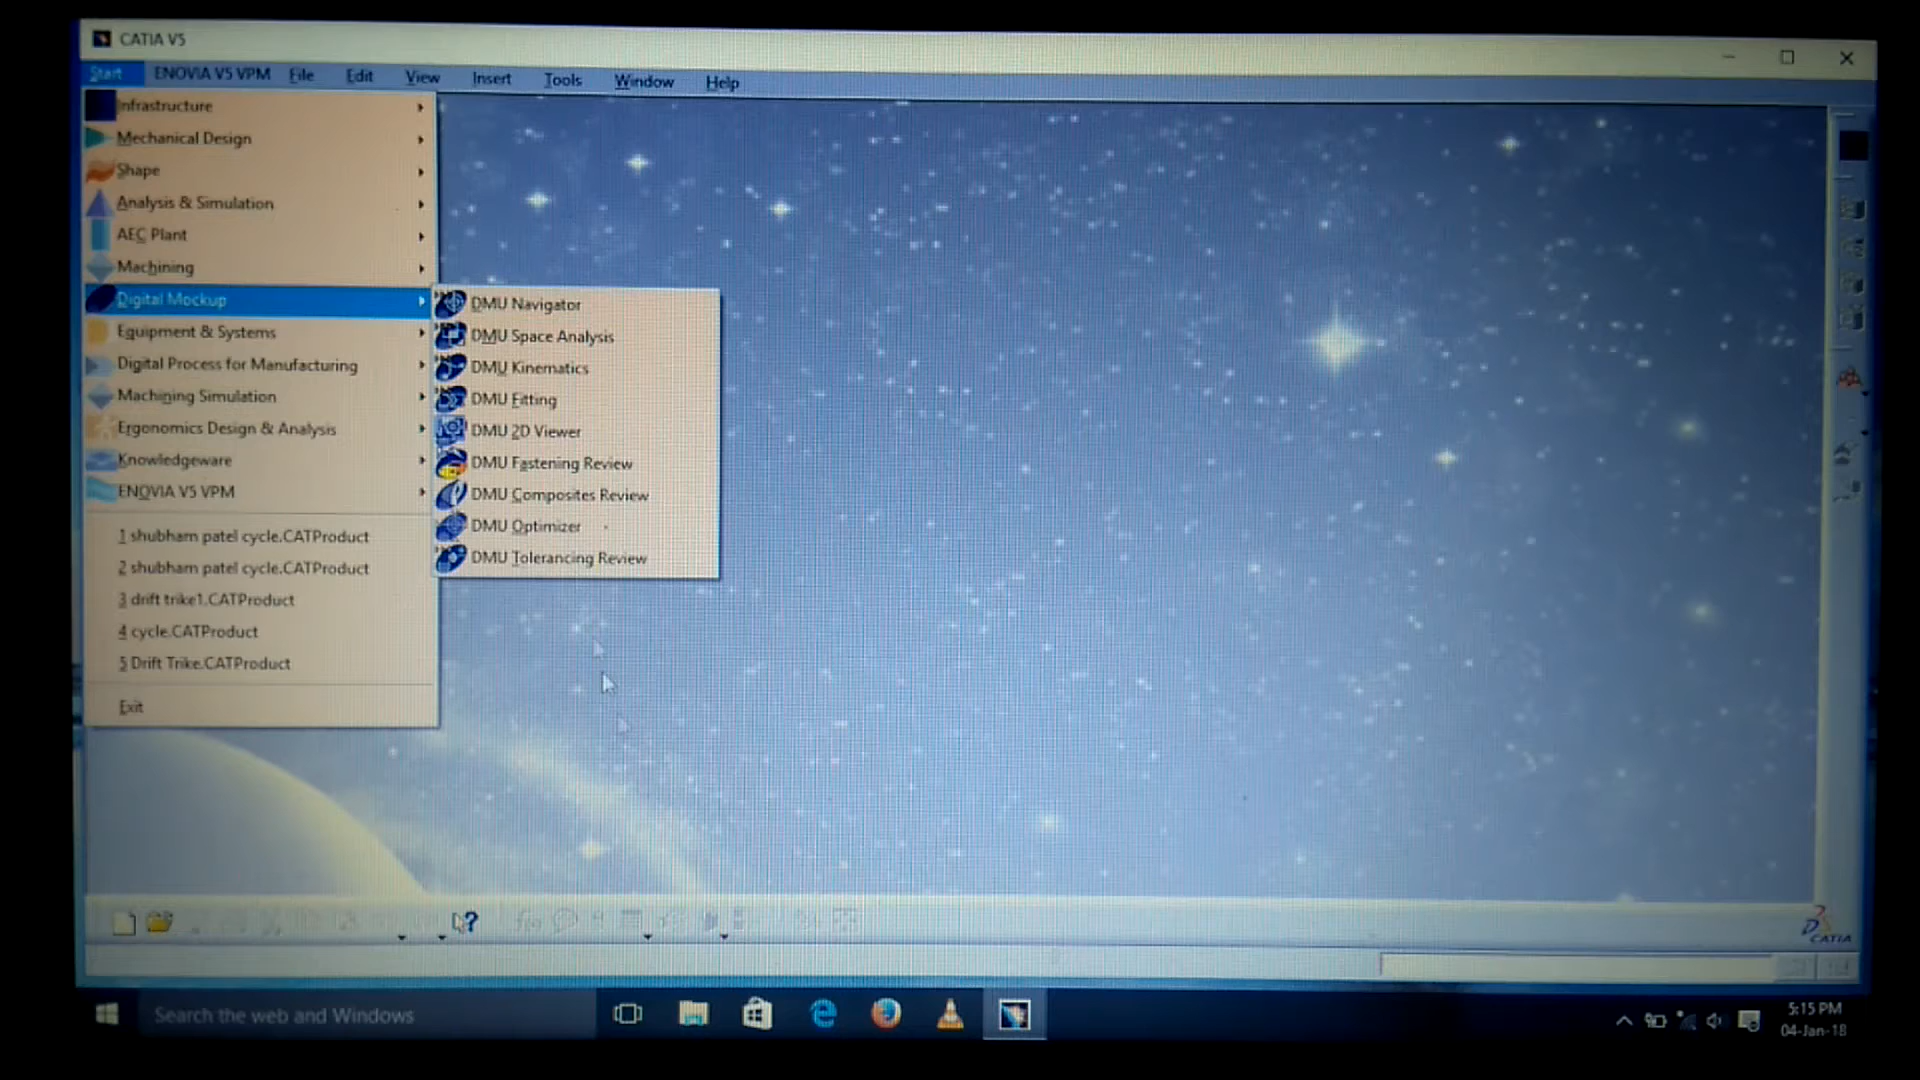 CATIA V5
Start ENOVIA V5 VPM File Edit View Insert Tools Window Help
Infrastructure
Mechanical Design
Shape
Analysis & Simulation
AEC Plant
Machining
Digital Mockup
Equipment & Systems
Digital Process for Manufacturing
Machining Simulation
Ergonomics Design & Analysis
Knowledgeware
ENOVIA V5 VPM
1 shubham patel cycle.CATProduct
2 shubham patel cycle.CATProduct
3 drift trike1.CATProduct
4 cycle.CATProduct
5 Drift Trike.CATProduct
Exit
DMU Navigator
DMU Space Analysis
DMU Kinematics
DMU Fitting
DMU 2D Viewer
DMU Fastening Review
DMU Composites Review
DMU Optimizer
DMU Tolerancing Review
CATIA
Search the web and Windows
5:15 PM
04-Jan-18